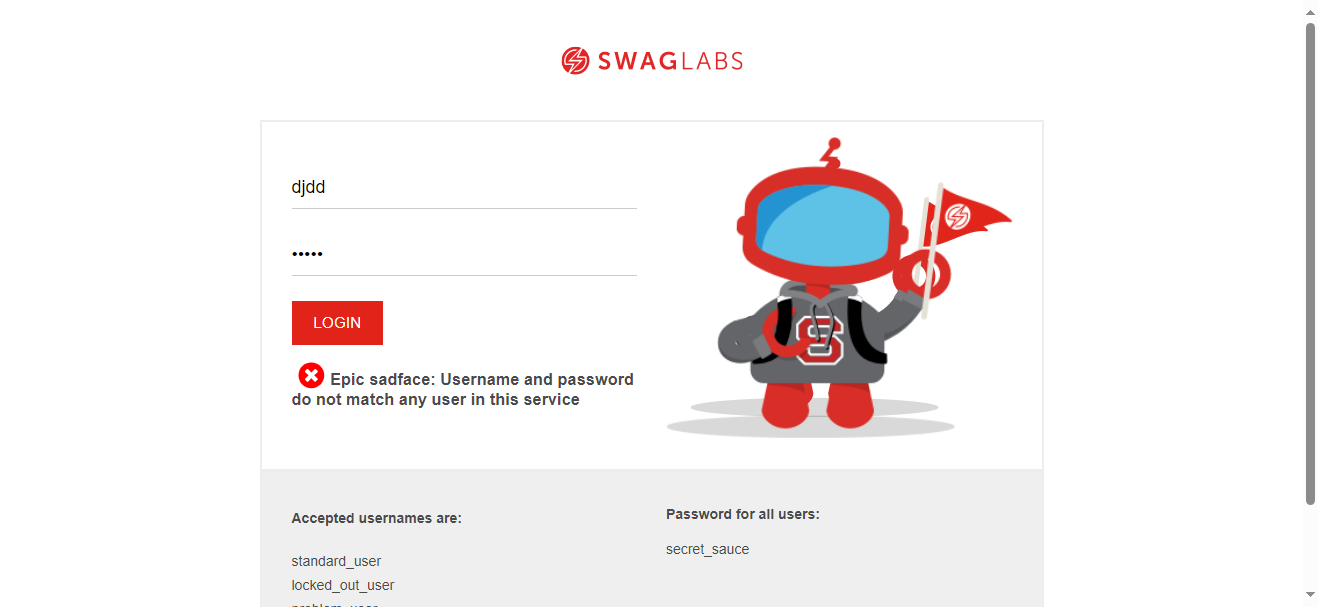 SWAGLABS
djdd
•••••
LOGIN
Epic sadface: Username and password
do not match any user in this service
S
Accepted usernames are:
standard_user
locked_out_user
problem_user
Password for all users:
secret_sauce